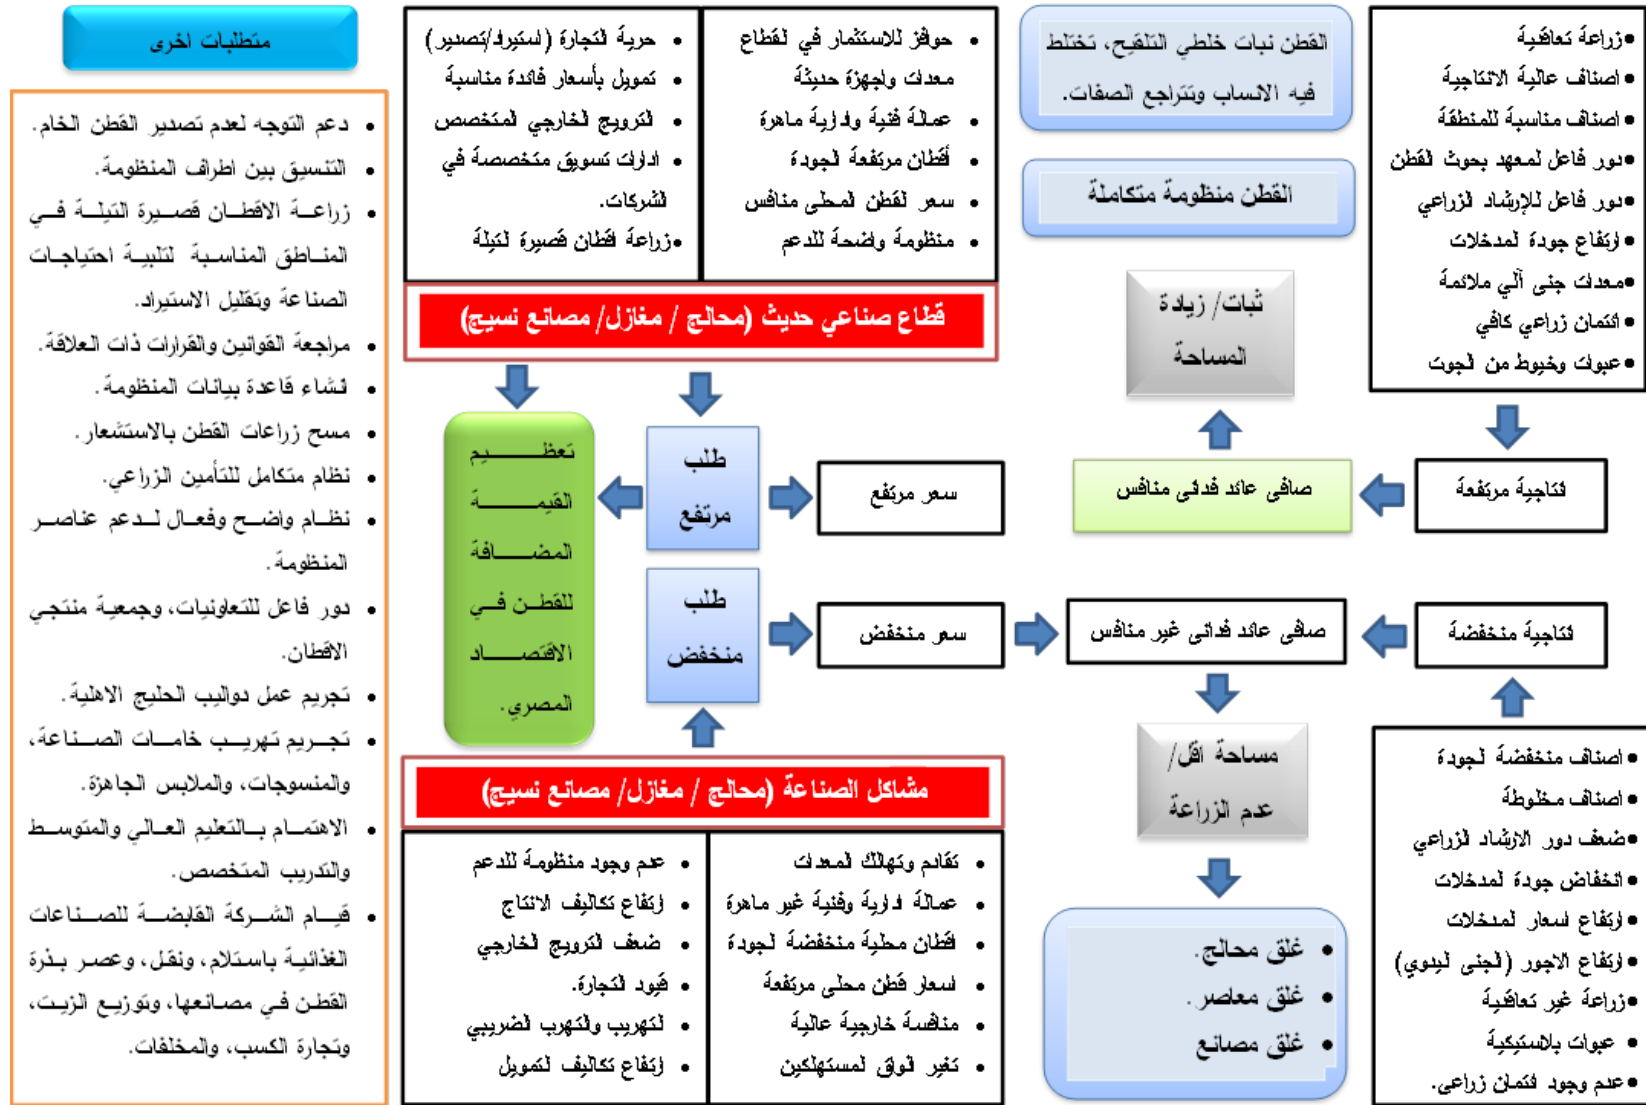 زراعة تعاقدية
اصناف عالية الانتاجية
اصناف مناسبة للمنطقة
دور فاعل لمعهد بحوث القطن
دور فاعل للإرشاد الزراعي
ارتفاع جودة المدخلات
معدات جنى آلي ملائمة
ائتمان زراعي كافي
عبوات وخيوط من الجوت
القطن نبات خلطي التلقيح، تختلط
فيه الانساب وتتراجع الصفات.
القطن منظومة متكاملة
ثبات/ زيادة
المساحة
حوافز للاستثمار في القطاع
معدات واجهزة حديثة
عمالة فنية وادارية ماهرة
أقطان مرتفعة الجودة
سعر القطن المحلى منافس
منظومة واضحة للدعم
حرية التجارة (استيراد/تصدير)
تمويل بأسعار فائدة مناسبة
الترويج الخارجي المتخصص
ادارات تسويق متخصصة في
الشركات.
زراعة اقطان قصيرة التيلة
قطاع صناعي حديث (محالج / مغازل/ مصانع نسيج)
انتاجية مرتفعة
صافى عائد فدانى منافس
سعر مرتفع
طلب
مرتفع
تعظيم
القيمة
المضافة
للقطن في
الاقتصاد
المصري.
انتاجية منخفضة
صافى عائد فدانى غير منافس
سعر منخفض
طلب
منخفض
مساحة اقل/
عدم الزراعة
غلق محالج.
غلق معاصر.
غلق مصانع
اصناف منخفضة الجودة
اصناف مخلوطة
ضعف دور الارشاد الزراعي
انخفاض جودة المدخلات
ارتفاع اسعار المدخلات
ارتفاع الاجور (الجنى اليدوي)
زراعة غير تعاقدية
عبوات بلاستيكية
عدم وجود ائتمان زراعى.
مشاكل الصناعة (محالج / مغازل/ مصانع نسيج)
تقادم وتهالك المعدات
عمالة ادارية وفنية غير ماهرة
اقطان محلية منخفضة الجودة
اسعار قطن محلى مرتفعة
منافسة خارجية عالية
تغير اذواق المستهلكين
عدم وجود منظومة للدعم
ارتفاع تكاليف الانتاج
ضعف الترويج الخارجي
قيود التجارة.
التهريب والتهرب الضريبي
ارتفاع تكاليف التمويل
متطلبات اخرى
دعم التوجه لعدم تصدير القطن الخام.
التنسيق بين اطراف المنظومة.
زراعة الاقطان قصيرة التيلة في
المناطق المناسبة لتلبية احتياجات
الصناعة وتقليل الاستيراد.
مراجعة القوانين والقرارات ذات العلاقة.
انشاء قاعدة بيانات المنظومة.
مسح زراعات القطن بالاستشعار.
نظام متكامل للتأمين الزراعي.
نظام واضح وفعال لدعم عناصر
المنظومة.
دور فاعل للتعاونيات، وجمعية منتجي
الاقطان.
تجريم عمل دواليب الحليج الاهلية.
تجريم تهريب خامات الصناعة،
والمنسوجات، والملابس الجاهزة.
الاهتمام بالتعليم العالي والمتوسط
والتدريب المتخصص.
قيام الشركة القابضة للصناعات
الغذائية باستلام، ونقل، وعصر بذرة
القطن في مصانعها، وتوزيع الزيت،
وتجارة الكسب، والمخلفات.